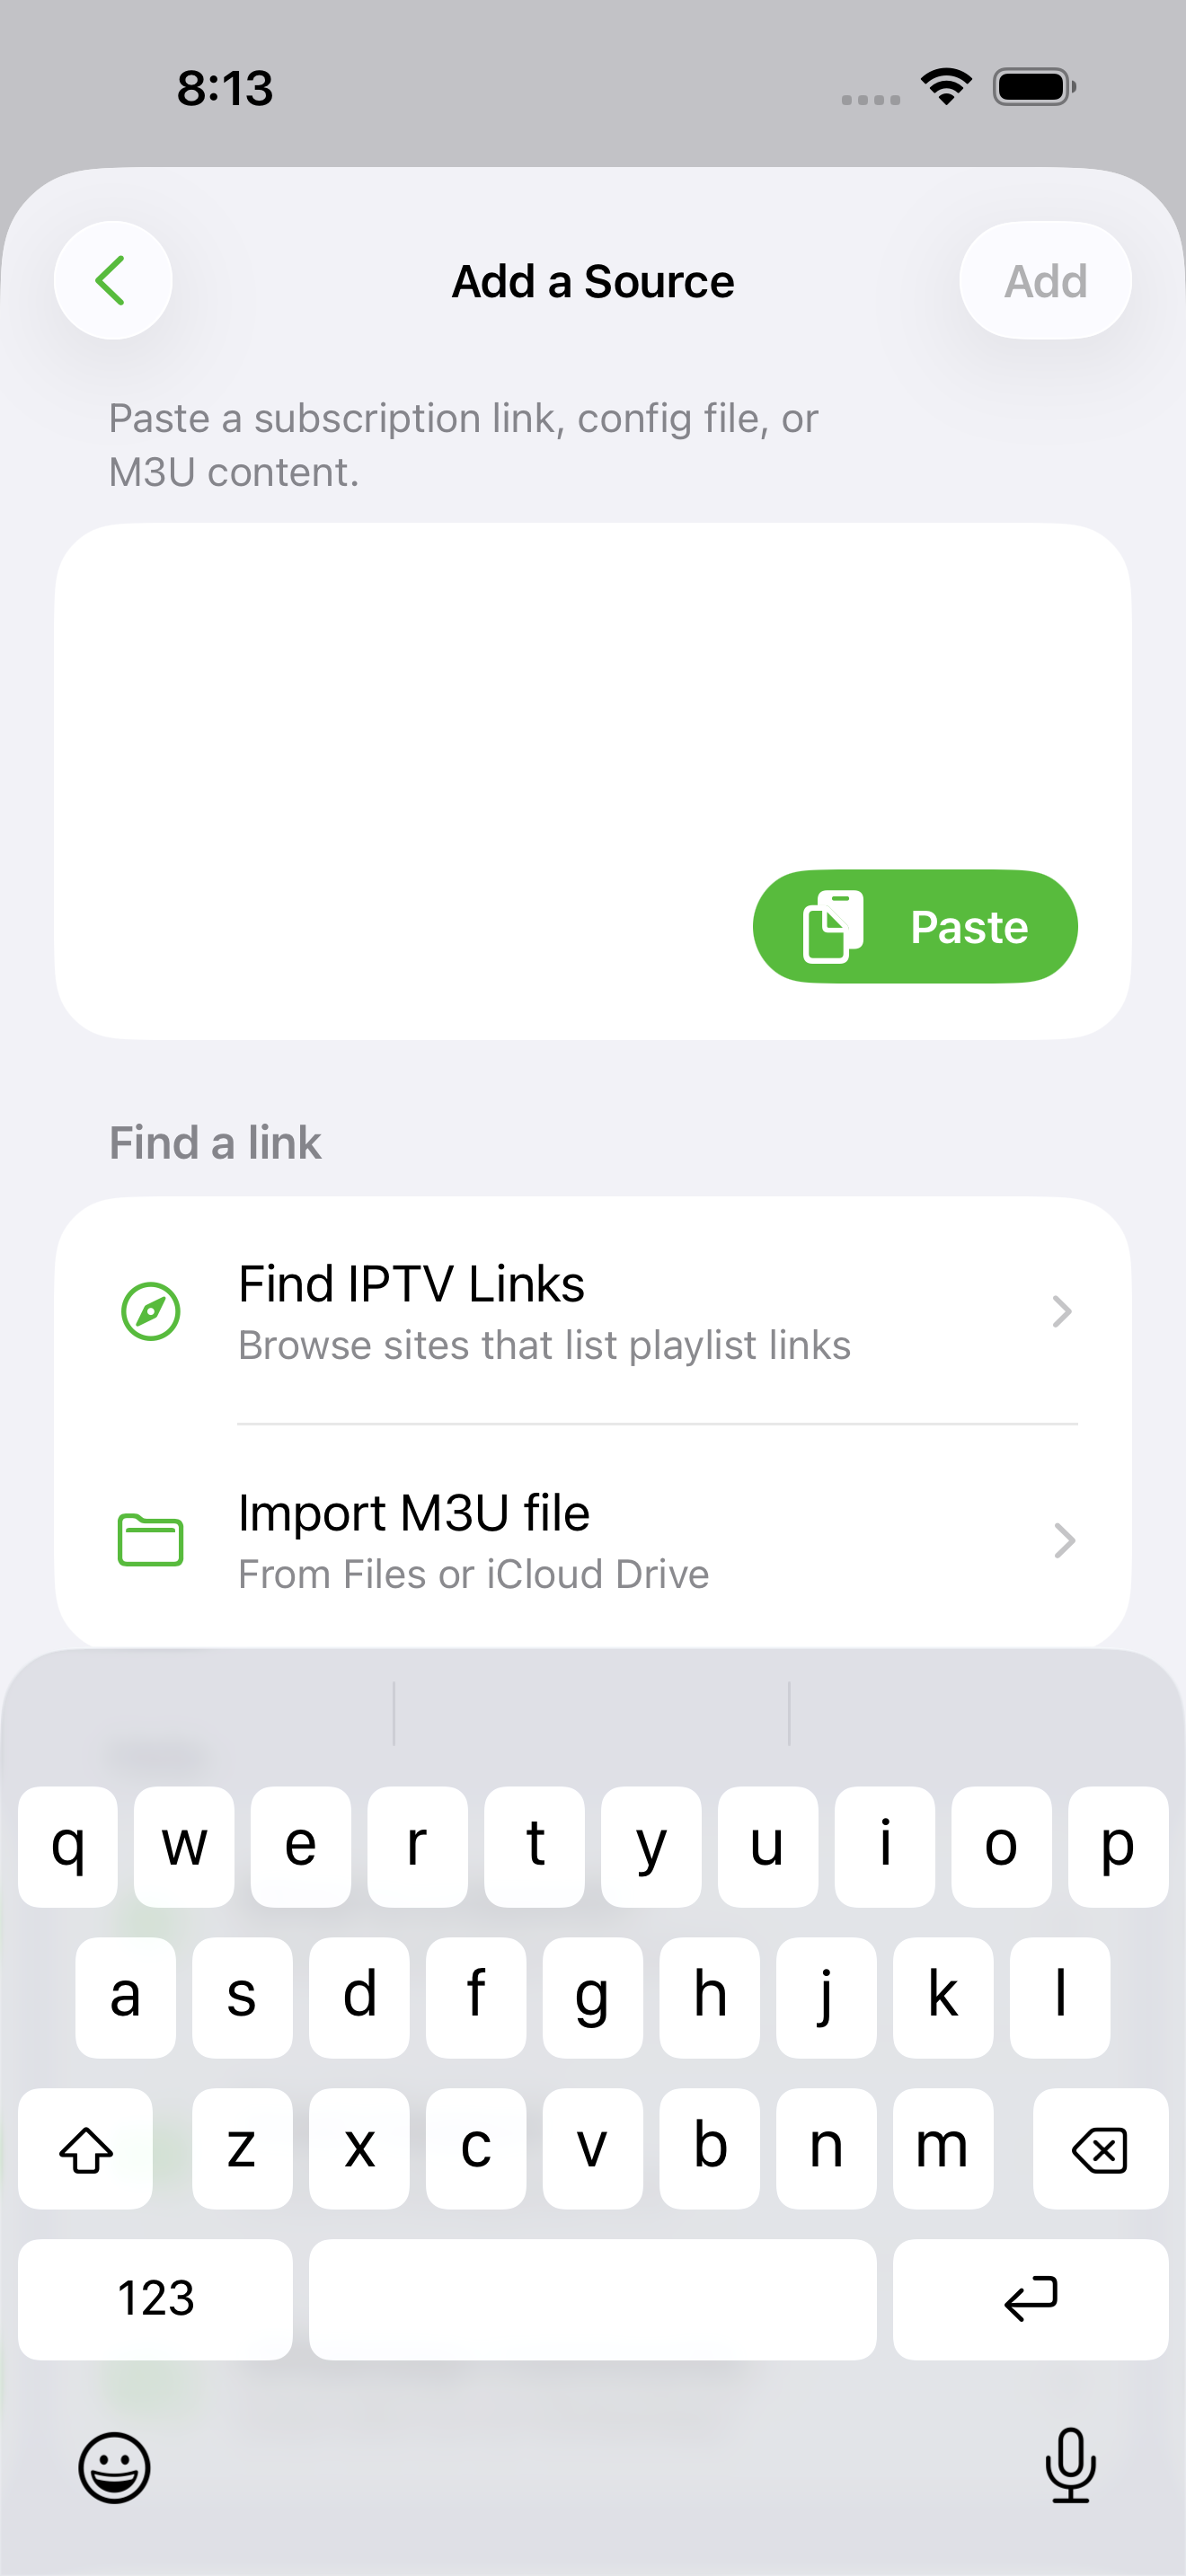 8:13
Add a Source
Add
Paste a subscription link, config file, or
M3U content.
Paste
Find a link
Find IPTV Links
Browse sites that list playlist links
Import M3U file
From Files or iCloud Drive
q w e r t y u i o p
a s d f g h j k l
z x c v b n m
123